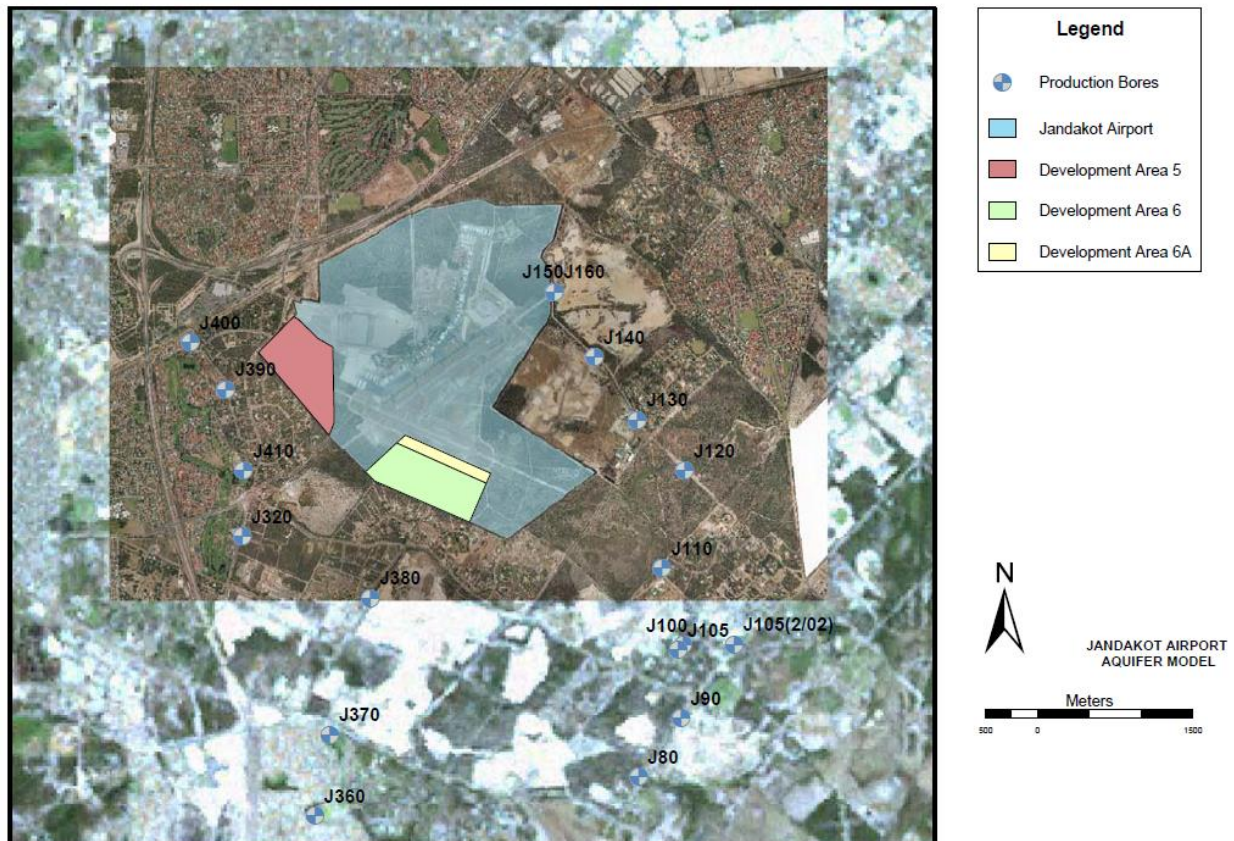 Legend
Production Bores
Jandakot Airport
Development Area 5
Development Area 6
Development Area 6A
J150J160
J400
J140
J390
J130
J410
J120
J320
J110
J380
J100
J105
J105(2/02)
J90
J370
J80
J360
N
JANDAKOT AIRPORT
AQUIFER MODEL
Meters
500 0 1500